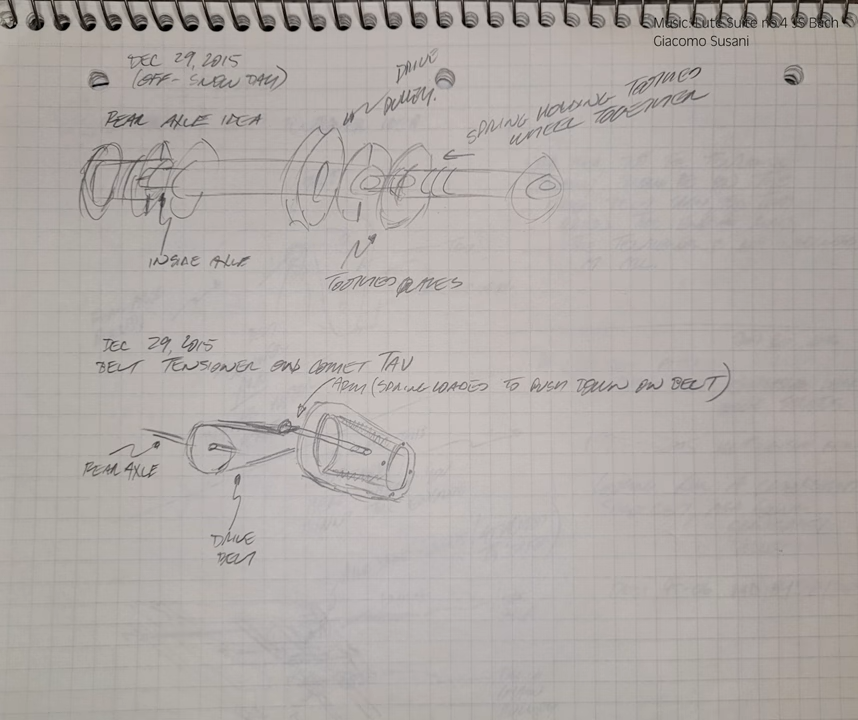 Music: Lute Suite no.4 JS Bach
Giacomo Susani
DEC 29, 2015
(OFF - SNOW DAY)
DRIVE
PULLEY.
REAR AXLE IDEA
SPRING HOLDING TOOTHED
WHEEL TOGETHER
INSIDE AXLE
TOOTHED PLATES
DEC 29, 2015
BELT TENSIONER AND COMET TAV
ARM (SPRING LOADED TO PUSH DOWN ON BELT)
REAR AXLE
DRIVE
BELT